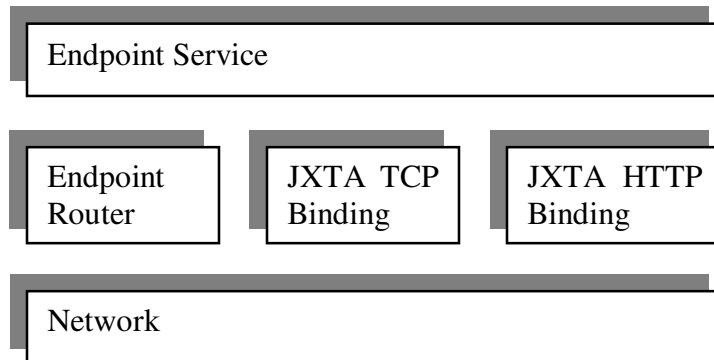 Endpoint Service
Endpoint
Router
JXTA TCP
Binding
JXTA HTTP
Binding
Network